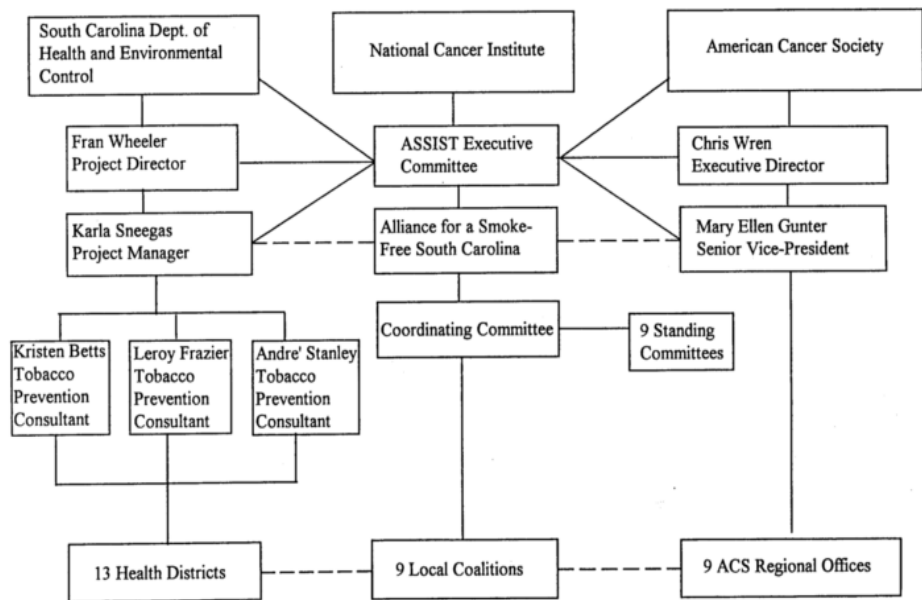 South Carolina Dept. of
Health and Environmental
Control
National Cancer Institute
American Cancer Society
Fran Wheeler
Project Director
ASSIST Executive
Committee
Chris Wren
Executive Director
Karla Sneegas
Project Manager
Alliance for a Smoke-
Free South Carolina
Mary Ellen Gunter
Senior Vice-President
Coordinating Committee
9 Standing
Committees
Kristen Betts
Tobacco
Prevention
Consultant
Leroy Frazier
Tobacco
Prevention
Consultant
Andre' Stanley
Tobacco
Prevention
Consultant
13 Health Districts
9 Local Coalitions
9 ACS Regional Offices